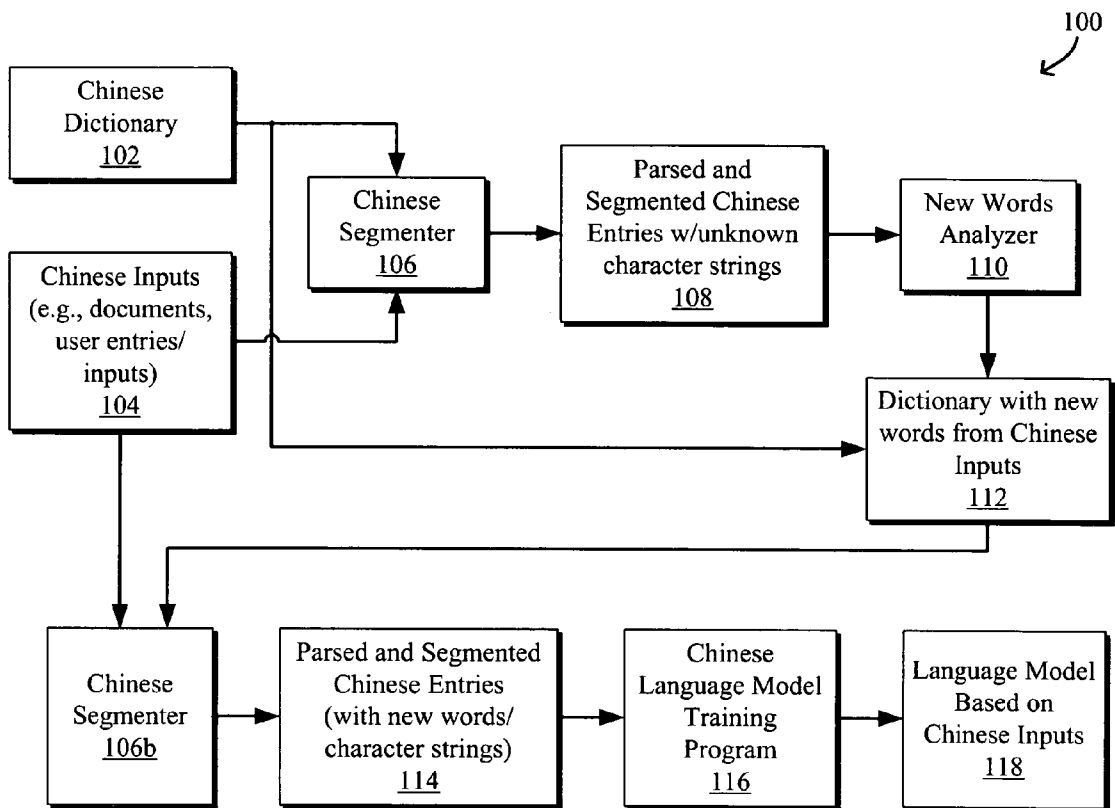 100
Chinese
Dictionary
102
Chinese Inputs
(e.g., documents,
user entries/
inputs)
104
Chinese
Segmenter
106
Parsed and
Segmented Chinese
Entries w/unknown
character strings
108
New Words
Analyzer
110
Dictionary with new
words from Chinese
Inputs
112
Chinese
Segmenter
106b
Parsed and Segmented
Chinese Entries
(with new words/
character strings)
114
Chinese
Language Model
Training
Program
116
Language Model
Based on
Chinese Inputs
118